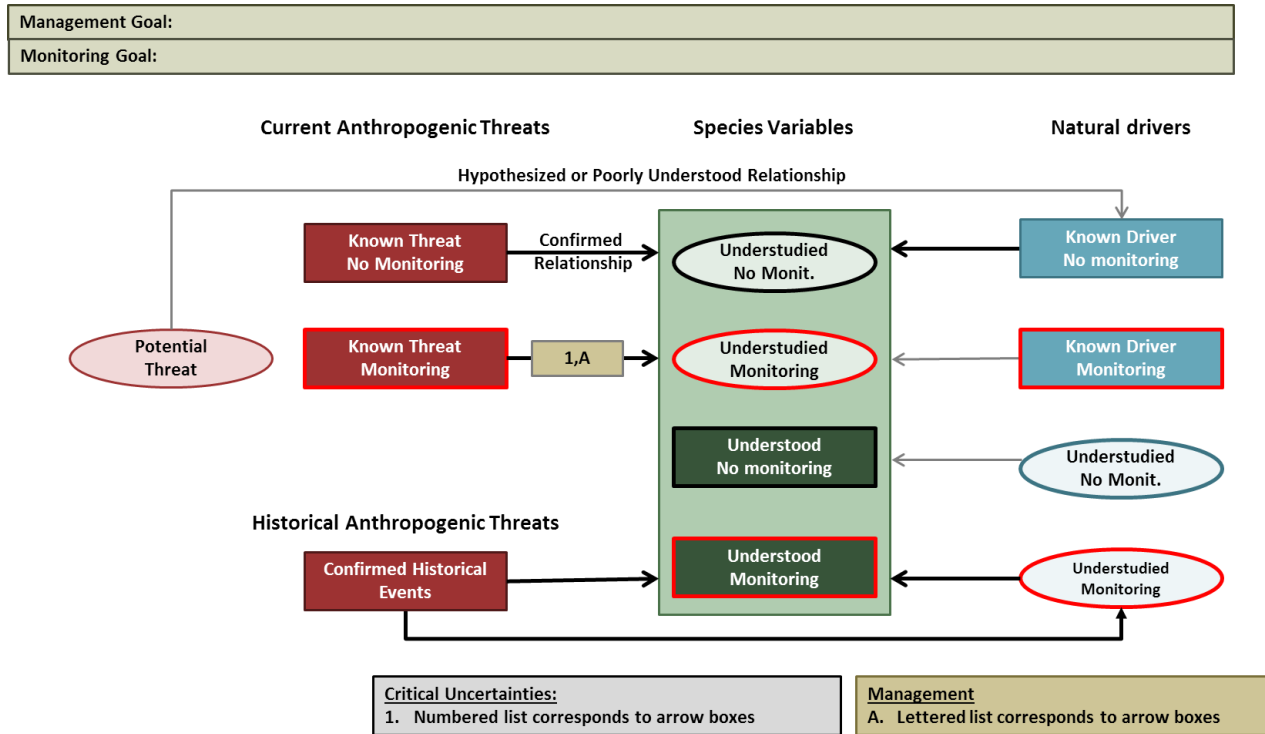 Management Goal:
Monitoring Goal:
Current Anthropogenic Threats
Species Variables
Natural drivers
Hypothesized or Poorly Understood Relationship
Known Threat
No Monitoring
Confirmed
Relationship
Understudied
No Monit.
Known Driver
No monitoring
Potential
Threat
Known Threat
Monitoring
1,A
Understudied
Monitoring
Known Driver
Monitoring
Understood
No monitoring
Understudied
No Monit.
Historical Anthropogenic Threats
Confirmed Historical
Events
Understood
Monitoring
Understudied
Monitoring
Critical Uncertainties:
1. Numbered list corresponds to arrow boxes
Management
A. Lettered list corresponds to arrow boxes